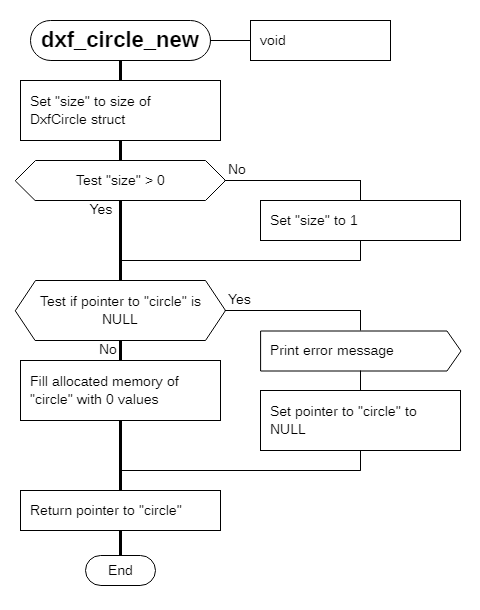 dxf_circle_new
void
Set "size" to size of
DxfCircle struct
Test "size" > 0
No
Yes
Set "size" to 1
Test if pointer to "circle" is
NULL
Yes
No
Print error message
Fill allocated memory of
"circle" with 0 values
Set pointer to "circle" to
NULL
Return pointer to "circle"
End